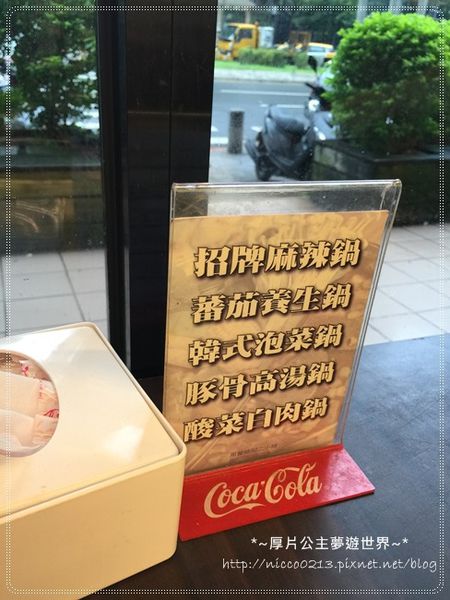 招牌麻辣鍋
蕃茄養生鍋
韓式泡菜鍋
豚骨高湯鍋
酸菜白肉鍋
Coca-Cola
*~厚片公主夢遊世界~*
http://nicco0213.pixnet.net/blog